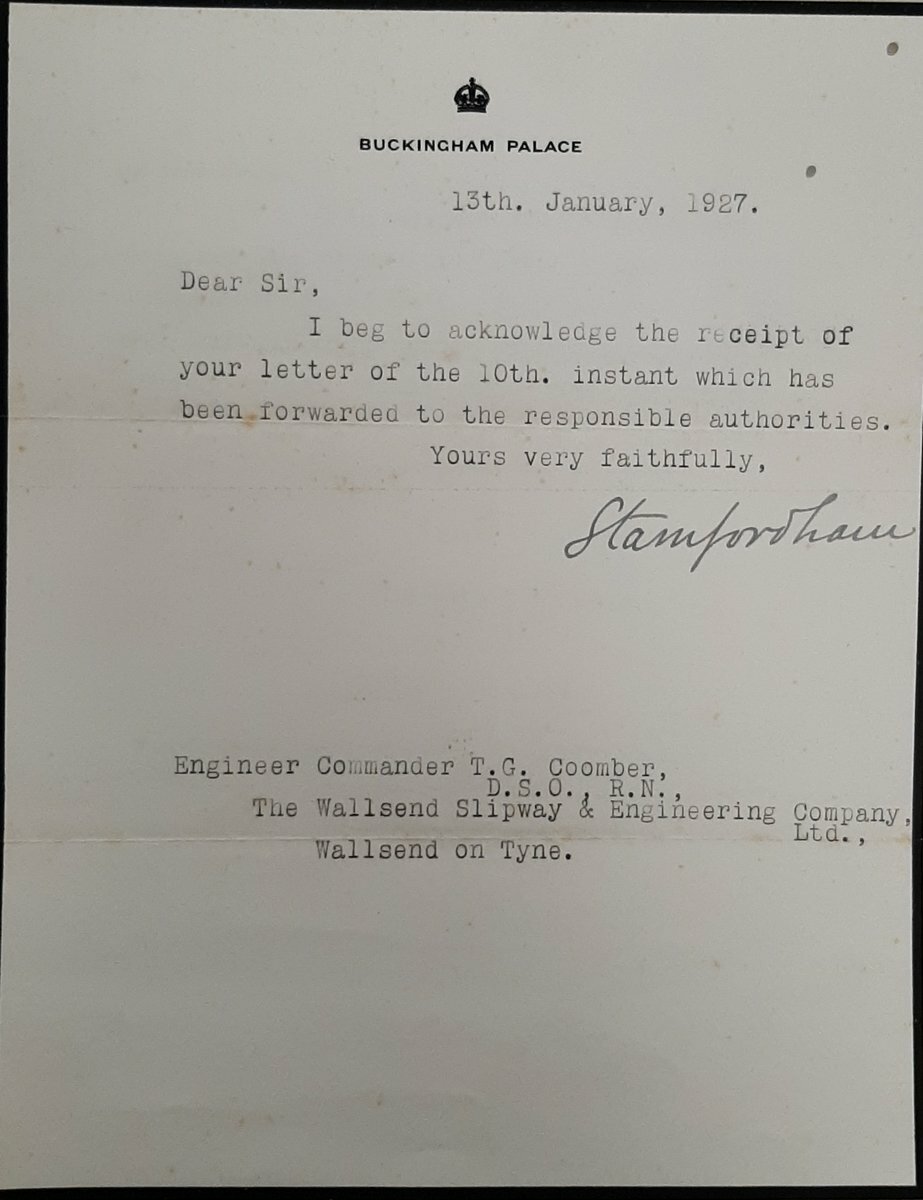 BUCKINGHAM PALACE
13th. January, 1927.
Dear Sir,
I beg to acknowledge the receipt of
your letter of the 10th. instant which has
been forwarded to the responsible authorities.
Yours very faithfully,
Stamfordham
Engineer Commander T.G. Coomber,
D.S.O., R.N.,
The Wallsend Slipway & Engineering Company,
Ltd.,
Wallsend on Tyne.